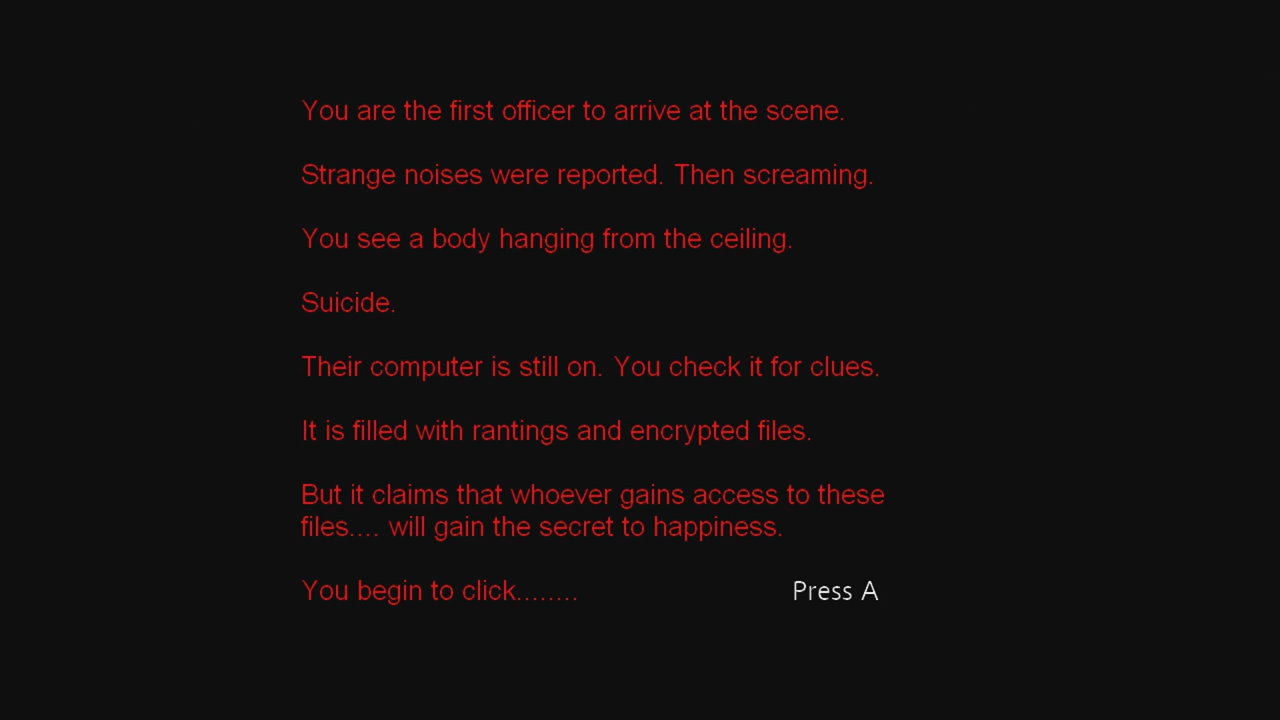 You are the first officer to arrive at the scene.
Strange noises were reported. Then screaming.
You see a body hanging from the ceiling.
Suicide.
Their computer is still on. You check it for clues.
It is filled with rantings and encrypted files.
But it claims that whoever gains access to these
files.... will gain the secret to happiness.
You begin to click........ Press A